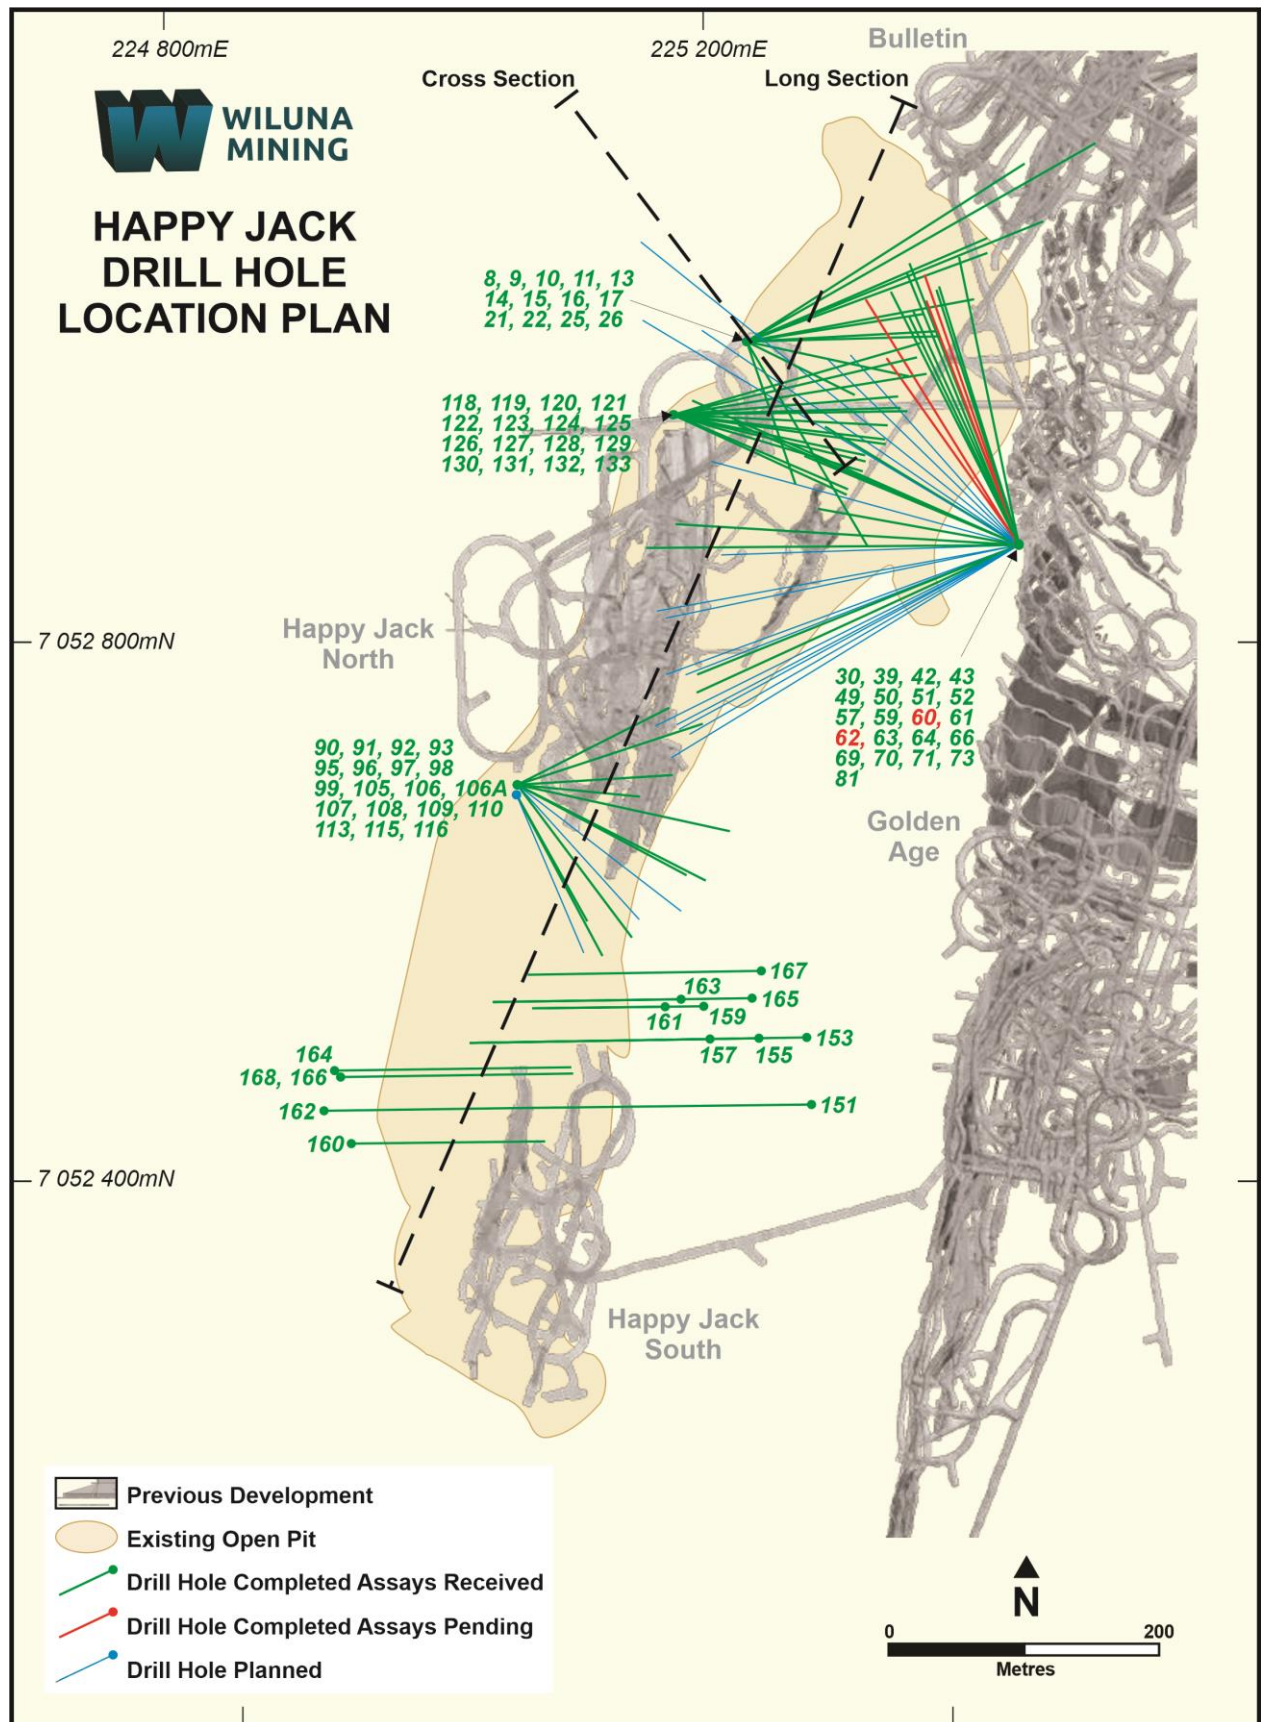 224 800mE
225 200mE
Bulletin
Cross Section
Long Section
WILUNA
MINING
HAPPY JACK
DRILL HOLE
LOCATION PLAN
8, 9, 10, 11, 13
14, 15, 16, 17
21, 22, 25, 26
118, 119, 120, 121
122, 123, 124, 125
126, 127, 128, 129
130, 131, 132, 133
Happy Jack
North
7 052 800mN
30, 39, 42, 43
49, 50, 51, 52
57, 59, 60, 61
62, 63, 64, 66
69, 70, 71, 73
81
90, 91, 92, 93
95, 96, 97, 98
99, 105, 106, 106A
107, 108, 109, 110
113, 115, 116
Golden
Age
167
163
165
161
159
157
155
153
164
168, 166
162
151
160
7 052 400mN
Happy Jack
South
Previous Development
Existing Open Pit
Drill Hole Completed Assays Received
Drill Hole Completed Assays Pending
Drill Hole Planned
N
0
200
Metres